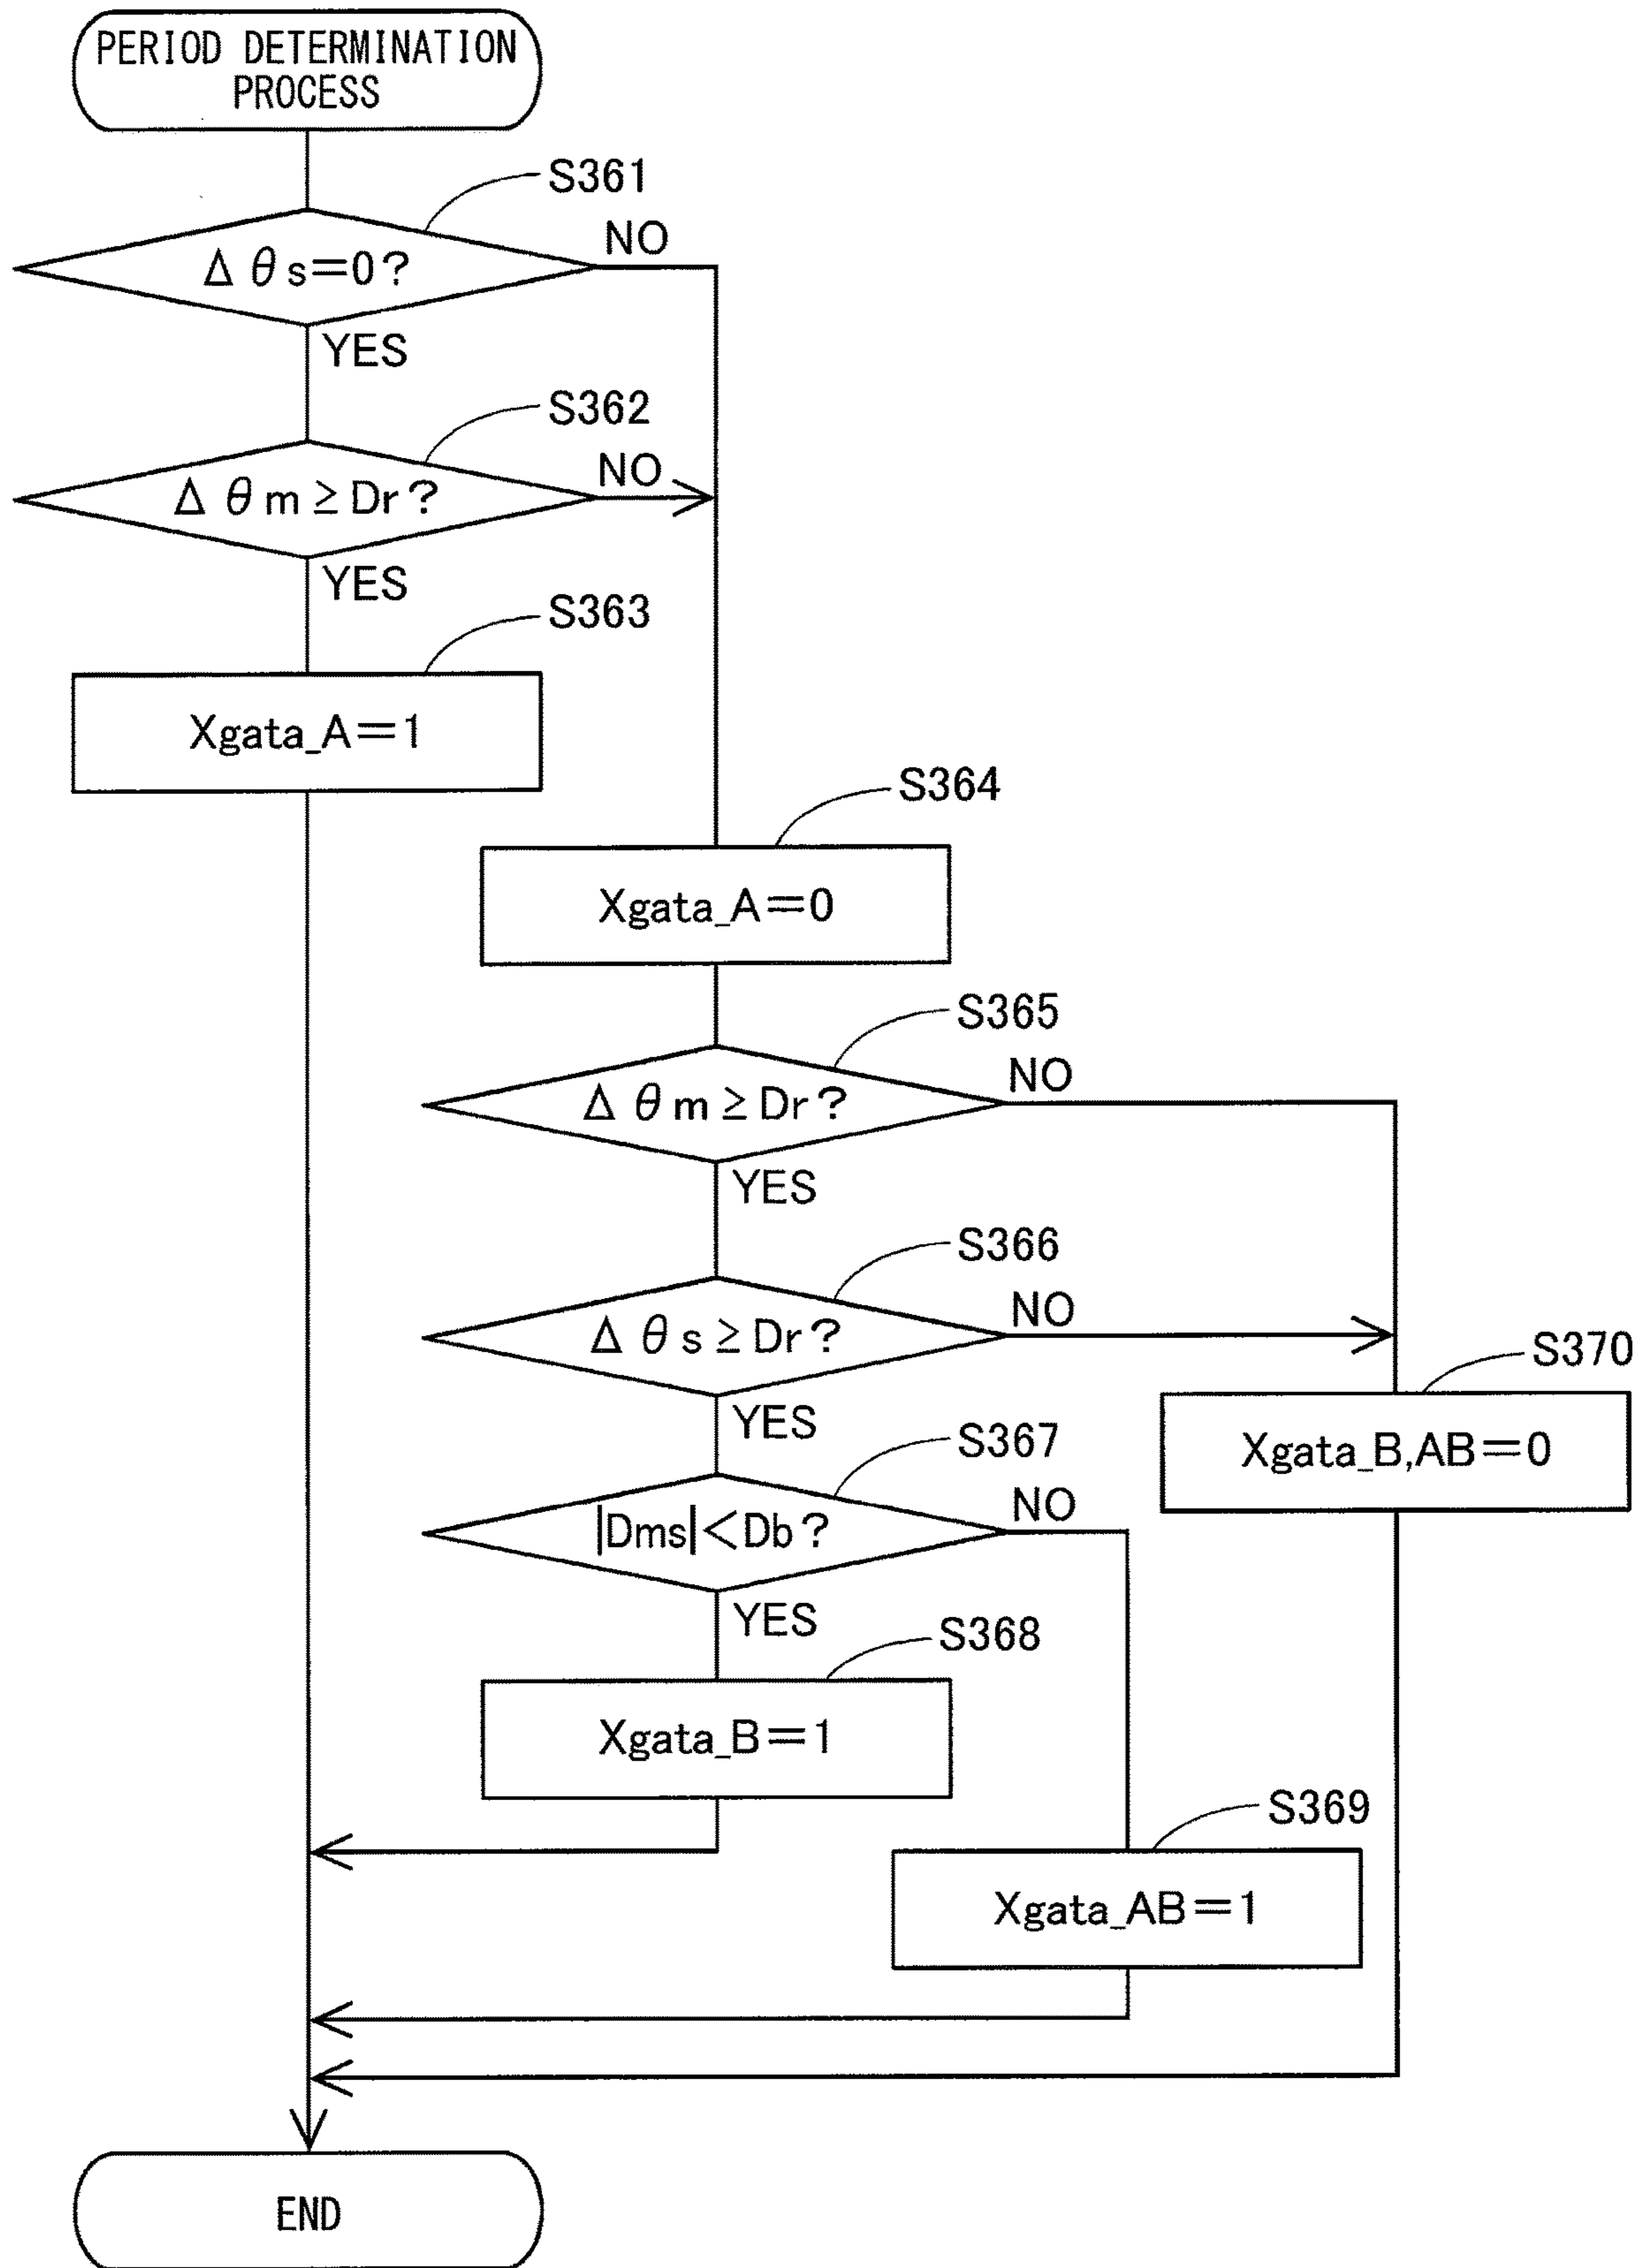 PERIOD DETERMINATION
PROCESS
S361
Δθs=0?
NO
YES
S362
Δθm≥Dr?
NO
YES
S363
Xgata_A=1
S364
Xgata_A=0
S365
Δθm≥Dr?
NO
YES
S366
Δθs≥Dr?
NO
YES
S370
Xgata_B,AB=0
S367
|Dms|<Db?
NO
YES
S368
Xgata_B=1
S369
Xgata_AB=1
END